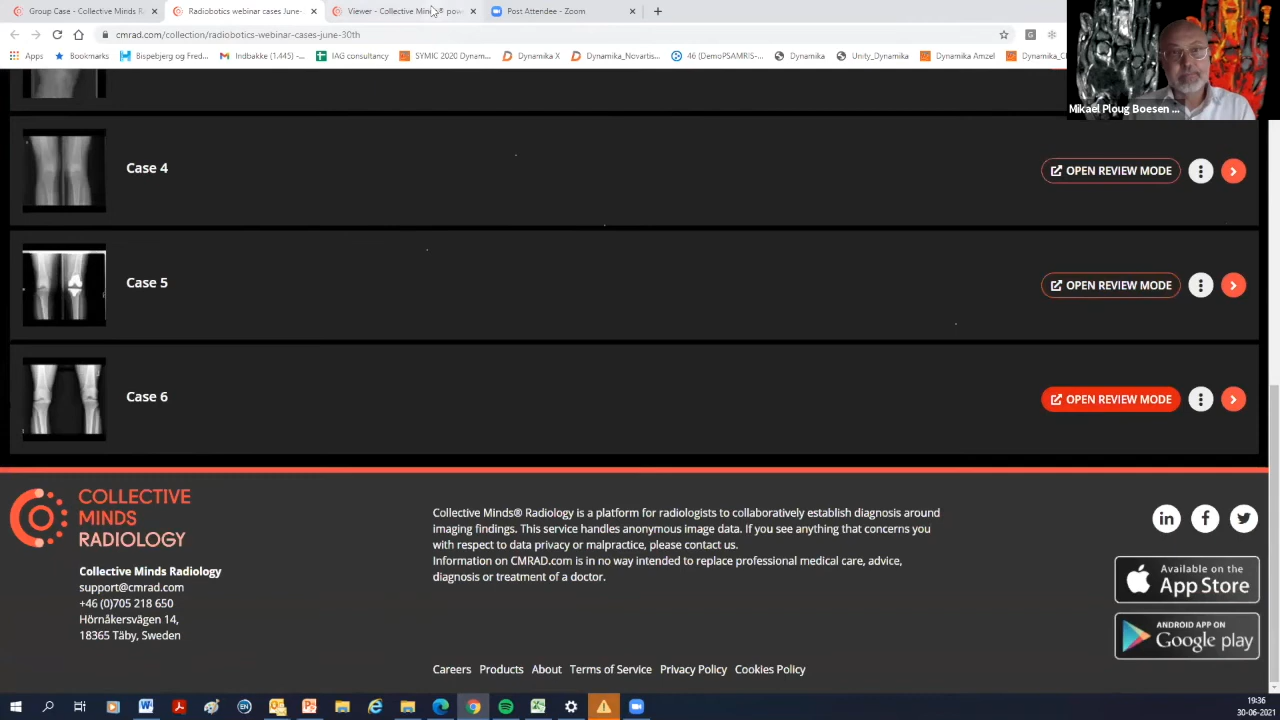 Group Case - Collective Minds R
Radiobotics webinar cases June-
Viewer - Collective Minds® pow
Post Attendee - Zoom
cmrad.com/collection/radiobotics-webinar-cases-june-30th
Apps
Bookmarks
Bispebjerg og Fred...
Indbakke (1.445) -...
IAG consultancy
SYMIC 2020 Dynam...
Dynamika X
Dynamika_Novartis...
46 (DemoPSAMRIS-...
Dynamika
Unity_Dynamika
Dynamika Amzel
Mikael Ploug Boesen ...
Case 4
OPEN REVIEW MODE
Case 5
OPEN REVIEW MODE
Case 6
OPEN REVIEW MODE
COLLECTIVE
MINDS
RADIOLOGY
Collective Minds Radiology
support@cmrad.com
+46 (0)705 218 650
Hörnåkersvägen 14,
18365 Täby, Sweden
Collective Minds® Radiology is a platform for radiologists to collaboratively establish diagnosis around
imaging findings. This service handles anonymous image data. If you see anything that concerns you
with respect to data privacy or malpractice, please contact us.
Information on CMRAD.com is in no way intended to replace professional medical care, advice,
diagnosis or treatment of a doctor.
Available on the
App Store
ANDROID APP ON
Google play
Careers Products About Terms of Service Privacy Policy Cookies Policy
19:36
30-06-2021